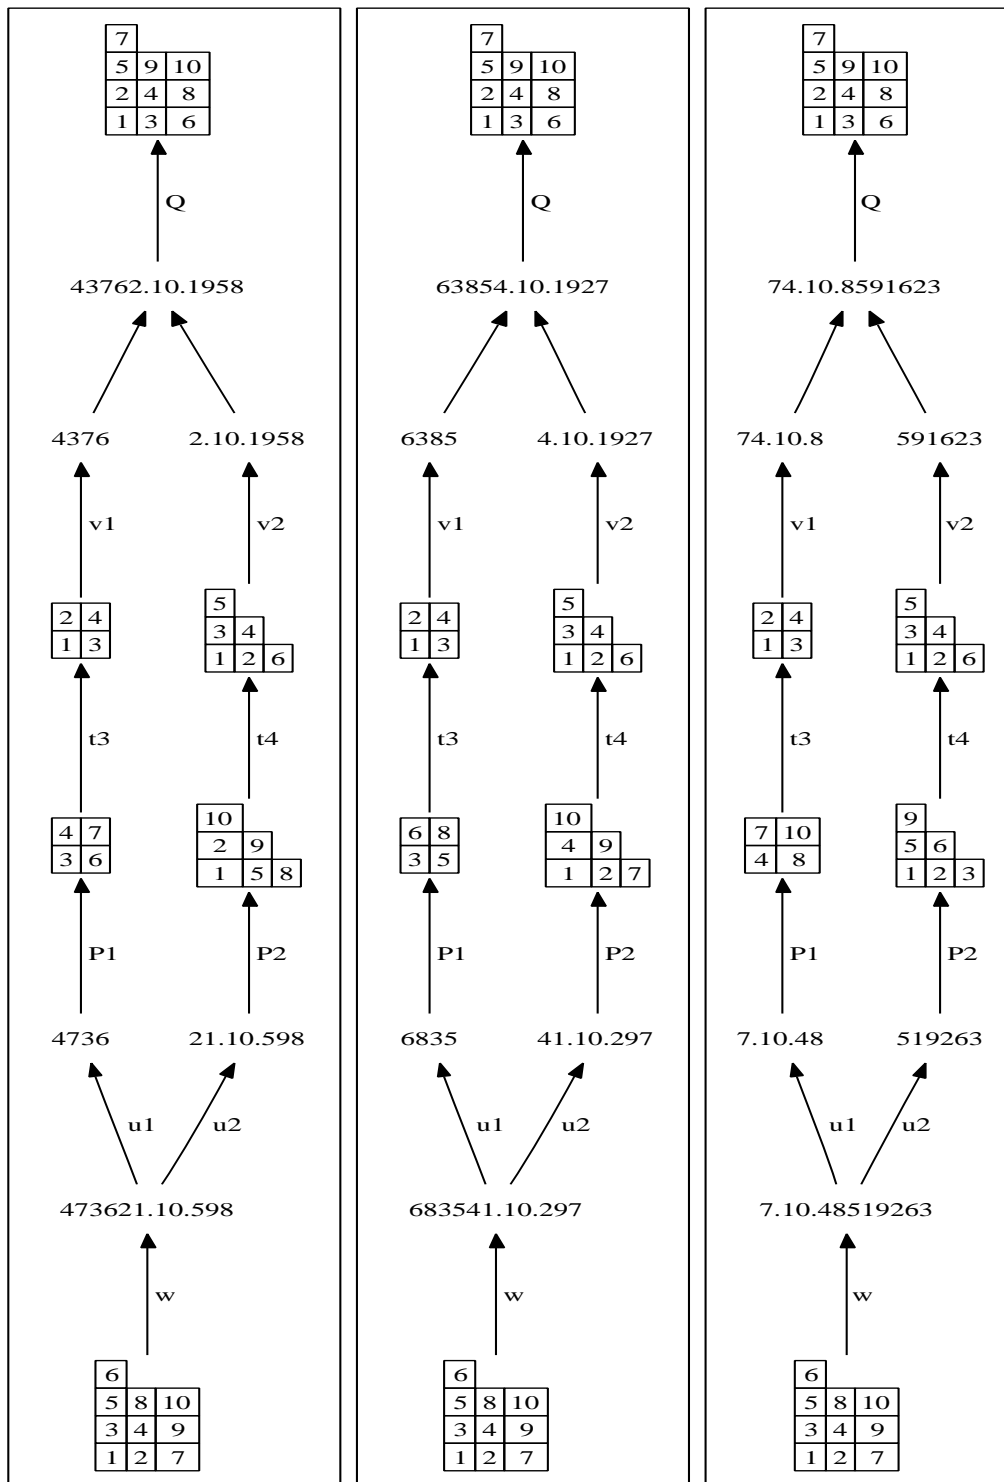 7 7 7
5 9 10 5 9 10 5 9 10
2 4 8 2 4 8 2 4 8
1 3 6 1 3 6 1 3 6
Q Q Q
43762.10.1958 63854.10.1927 74.10.8591623
4376 2.10.1958 6385 4.10.1927 74.10.8 591623
v1 v2 v1 v2 v1 v2
5 5 5
2 4 3 4 2 4 3 4 2 4 3 4
1 3 1 2 6 1 3 1 2 6 1 3 1 2 6
t3 t4 t3 t4 t3 t4
10 10 9
4 7 2 9 6 8 4 9 7 10 5 6
3 6 1 5 8 3 5 1 2 7 4 8 1 2 3
P1 P2 P1 P2 P1 P2
4736 21.10.598 6835 41.10.297 7.10.48 519263
u1 u2 u1 u2 u1 u2
473621.10.598 683541.10.297 7.10.48519263
w w w
6 6 6
5 8 10 5 8 10 5 8 10
3 4 9 3 4 9 3 4 9
1 2 7 1 2 7 1 2 7